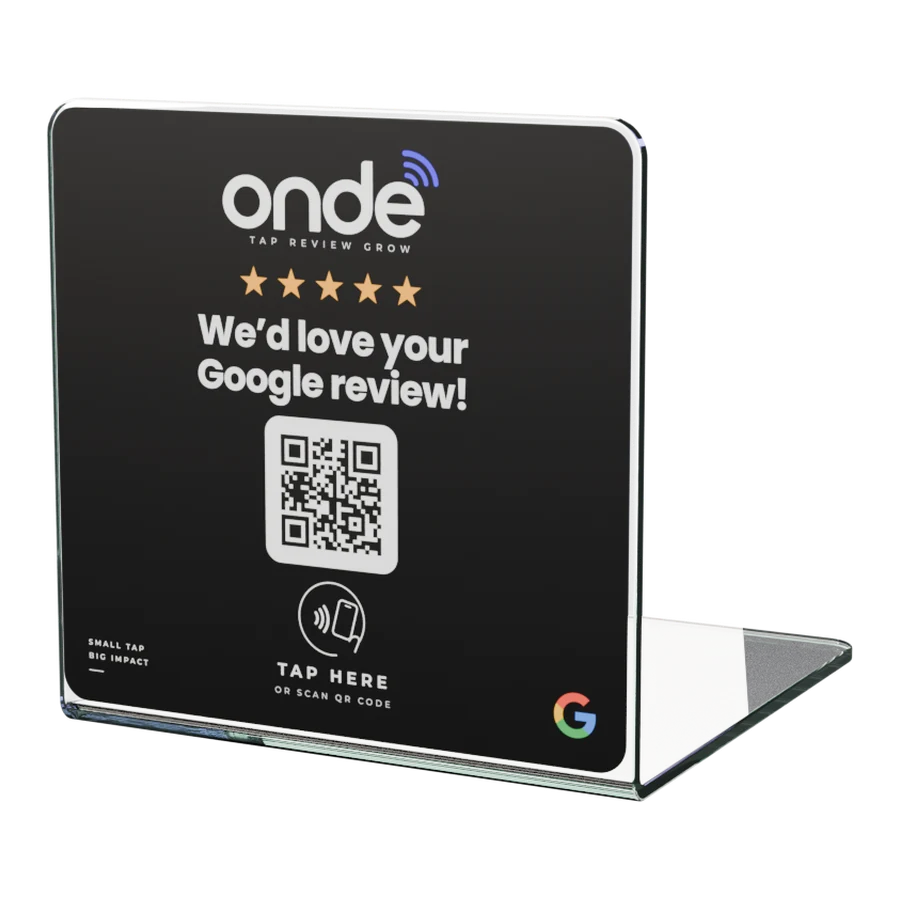 onde
TAP REVIEW GROW
We'd love your
Google review!
TAP HERE
OR SCAN QR CODE
SMALL TAP
BIG IMPACT
G